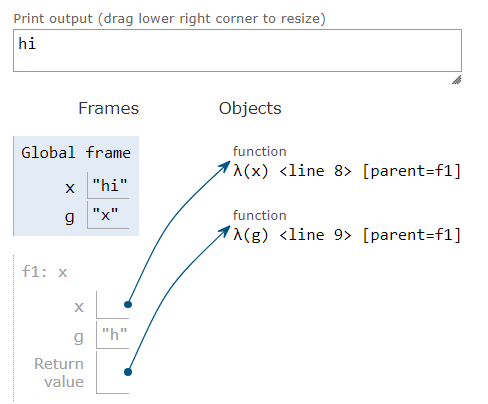 Print output (drag lower right corner to resize)
hi
Frames
Objects
Global frame
x "hi"
g "x"
function
λ(x) <line 8> [parent=f1]
function
λ(g) <line 9> [parent=f1]
f1: x
x
g "h"
Return
value